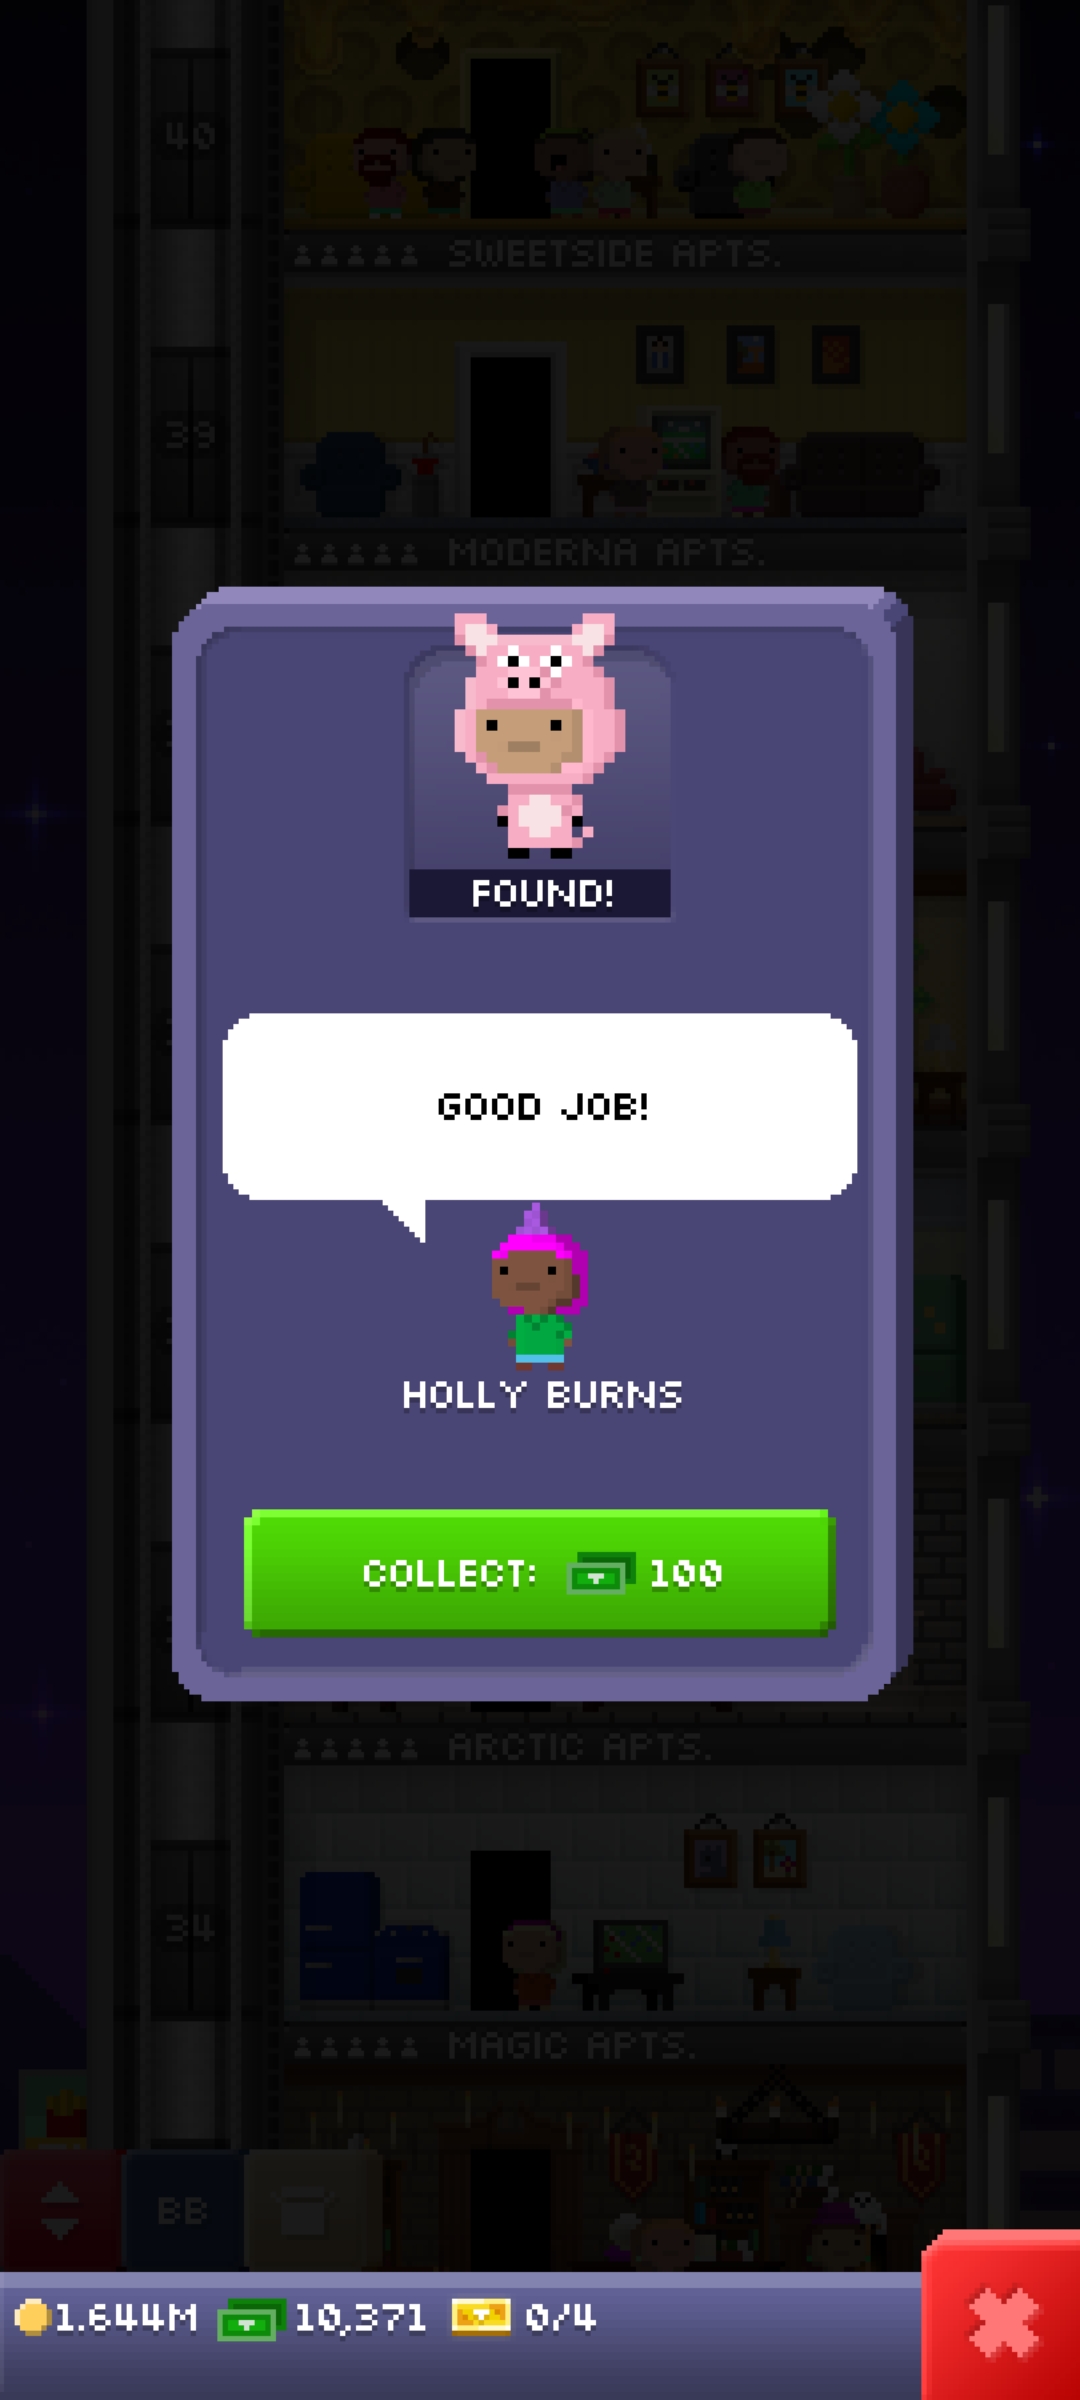 40
SWEETSIDE APTS.
39
MODERNA APTS.
FOUND!
GOOD JOB!
HOLLY BURNS
COLLECT: 100
ARCTIC APTS.
34
MAGIC APTS.
BB
1.644M 10,371 0/4